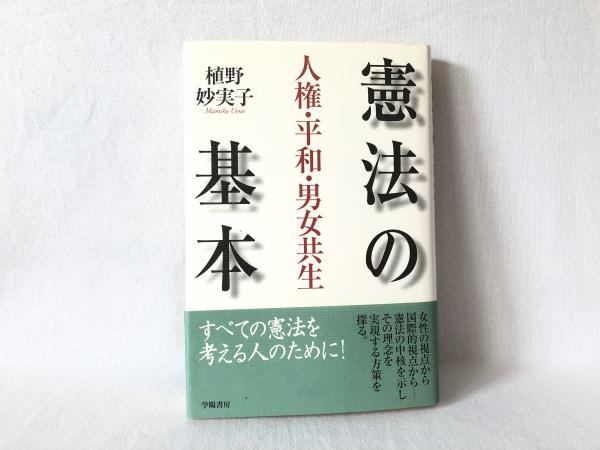 憲法の
基本
人権・平和・男女共生
植野
妙実子
Mamiko Ueno
女性の視点から
国際的視点から―
憲法の中核を示し
その理念を
実現する方策を
探る。
すべての憲法を
考える人のために!
学陽書房